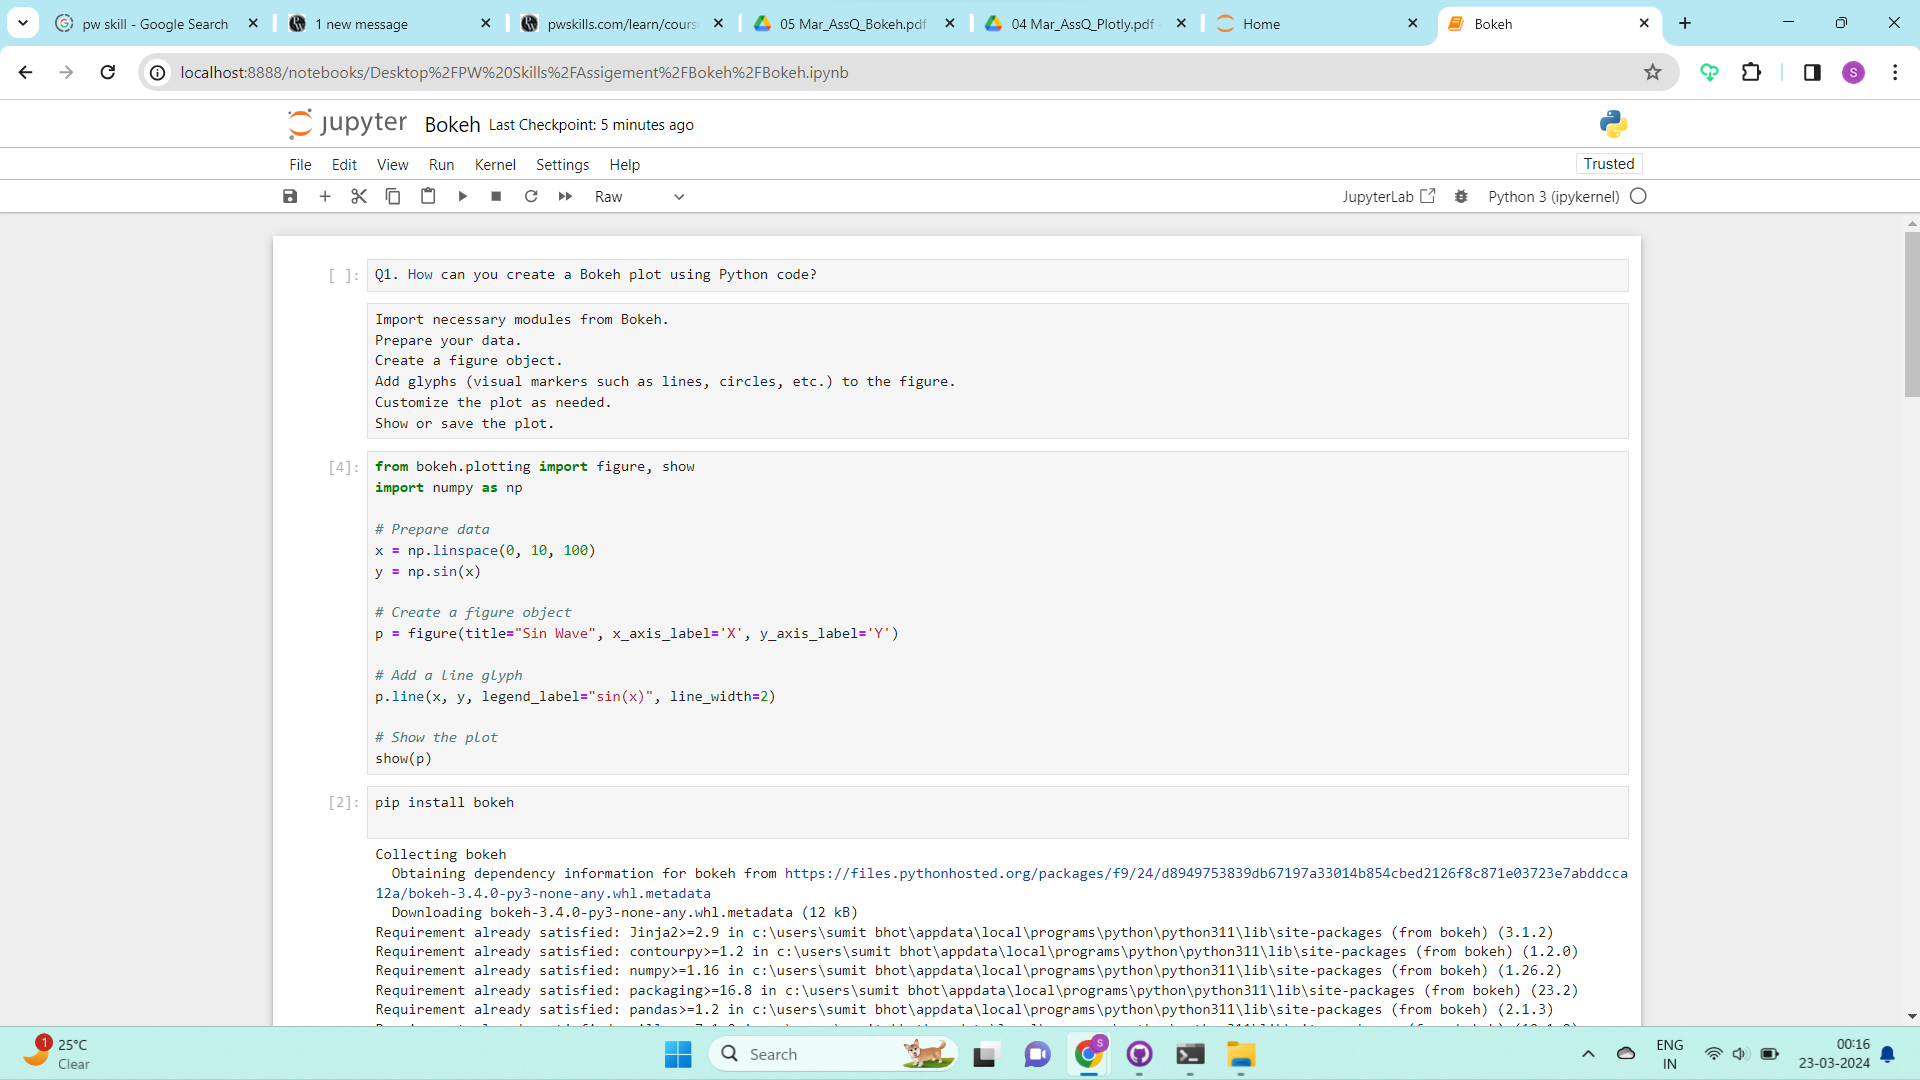 pw skill - Google Search
1 new message
pwskills.com/learn/cours
05 Mar_AssQ_Bokeh.pdf
04 Mar_AssQ_Plotly.pdf
Home
Bokeh
localhost:8888/notebooks/Desktop%2FPW%20Skills%2FAssigement%2FBokeh%2FBokeh.ipynb
S
jupyter Bokeh Last Checkpoint: 5 minutes ago
File Edit View Run Kernel Settings Help
Trusted
Raw
JupyterLab
Python 3 (ipykernel)
[ ]: Q1. How can you create a Bokeh plot using Python code?
Import necessary modules from Bokeh.
Prepare your data.
Create a figure object.
Add glyphs (visual markers such as lines, circles, etc.) to the figure.
Customize the plot as needed.
Show or save the plot.
[4]: from bokeh.plotting import figure, show
import numpy as np
# Prepare data
x = np.linspace(0, 10, 100)
y = np.sin(x)
# Create a figure object
p = figure(title="Sin Wave", x_axis_label='X', y_axis_label='Y')
# Add a line glyph
p.line(x, y, legend_label="sin(x)", line_width=2)
# Show the plot
show(p)
[2]: pip install bokeh
Collecting bokeh
Obtaining dependency information for bokeh from https://files.pythonhosted.org/packages/f9/24/d8949753839db67197a33014b854cbed2126f8c871e03723e7abddcca
12a/bokeh-3.4.0-py3-none-any.whl.metadata
Downloading bokeh-3.4.0-py3-none-any.whl.metadata (12 kB)
Requirement already satisfied: Jinja2>=2.9 in c:\users\sumit bhot\appdata\local\programs\python\python311\lib\site-packages (from bokeh) (3.1.2)
Requirement already satisfied: contourpy>=1.2 in c:\users\sumit bhot\appdata\local\programs\python\python311\lib\site-packages (from bokeh) (1.2.0)
Requirement already satisfied: numpy>=1.16 in c:\users\sumit bhot\appdata\local\programs\python\python311\lib\site-packages (from bokeh) (1.26.2)
Requirement already satisfied: packaging>=16.8 in c:\users\sumit bhot\appdata\local\programs\python\python311\lib\site-packages (from bokeh) (23.2)
Requirement already satisfied: pandas>=1.2 in c:\users\sumit bhot\appdata\local\programs\python\python311\lib\site-packages (from bokeh) (2.1.3)
1
25°C
Clear
Search
S
ENG
IN
00:16
23-03-2024